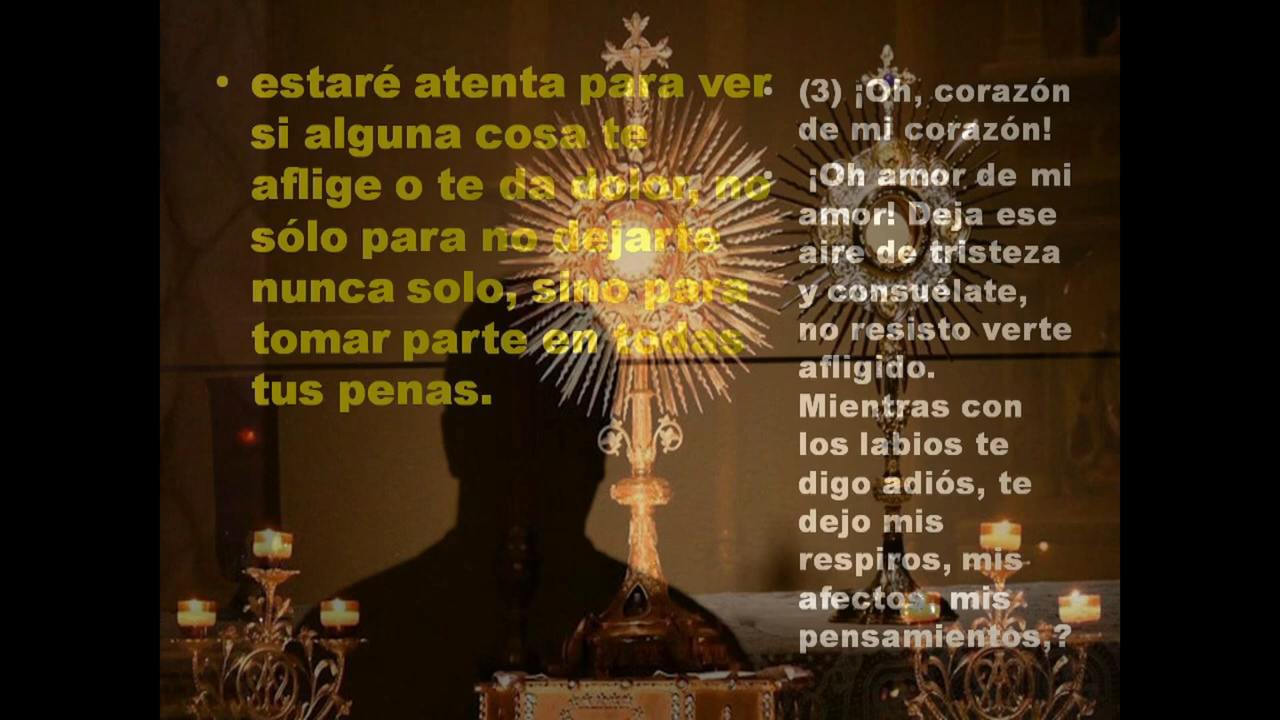 • estaré atenta para ver
si alguna cosa te
aflige o te da dolor, no
sólo para no dejarte
nunca solo, sino para
tomar parte en todas
tus penas.
• (3) ¡Oh, corazón
de mi corazón!
• ¡Oh amor de mi
amor! Deja ese
aire de tristeza
y consuélate,
no resisto verte
afligido.
Mientras con
los labios te
digo adiós, te
dejo mis
respiros, mis
afectos, mis
pensamientos,?